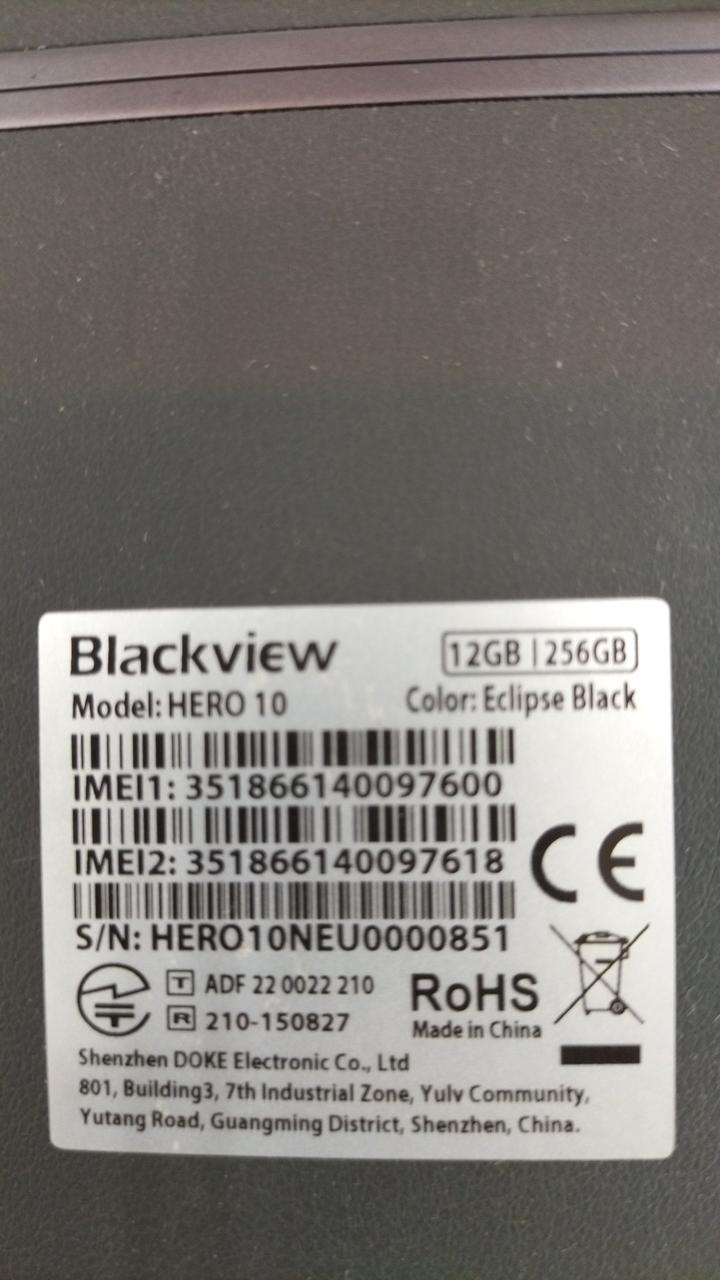 Blackview
12GB | 256GB
Model: HERO 10
Color: Eclipse Black
IMEI1: 351866140097600
IMEI2: 351866140097618
CE
S/N: HERO10NEU0000851
T ADF 22 0022 210
R 210-150827
RoHS
Made in China
Shenzhen DOKE Electronic Co., Ltd
801, Building3, 7th Industrial Zone, Yulv Community,
Yutang Road, Guangming District, Shenzhen, China.